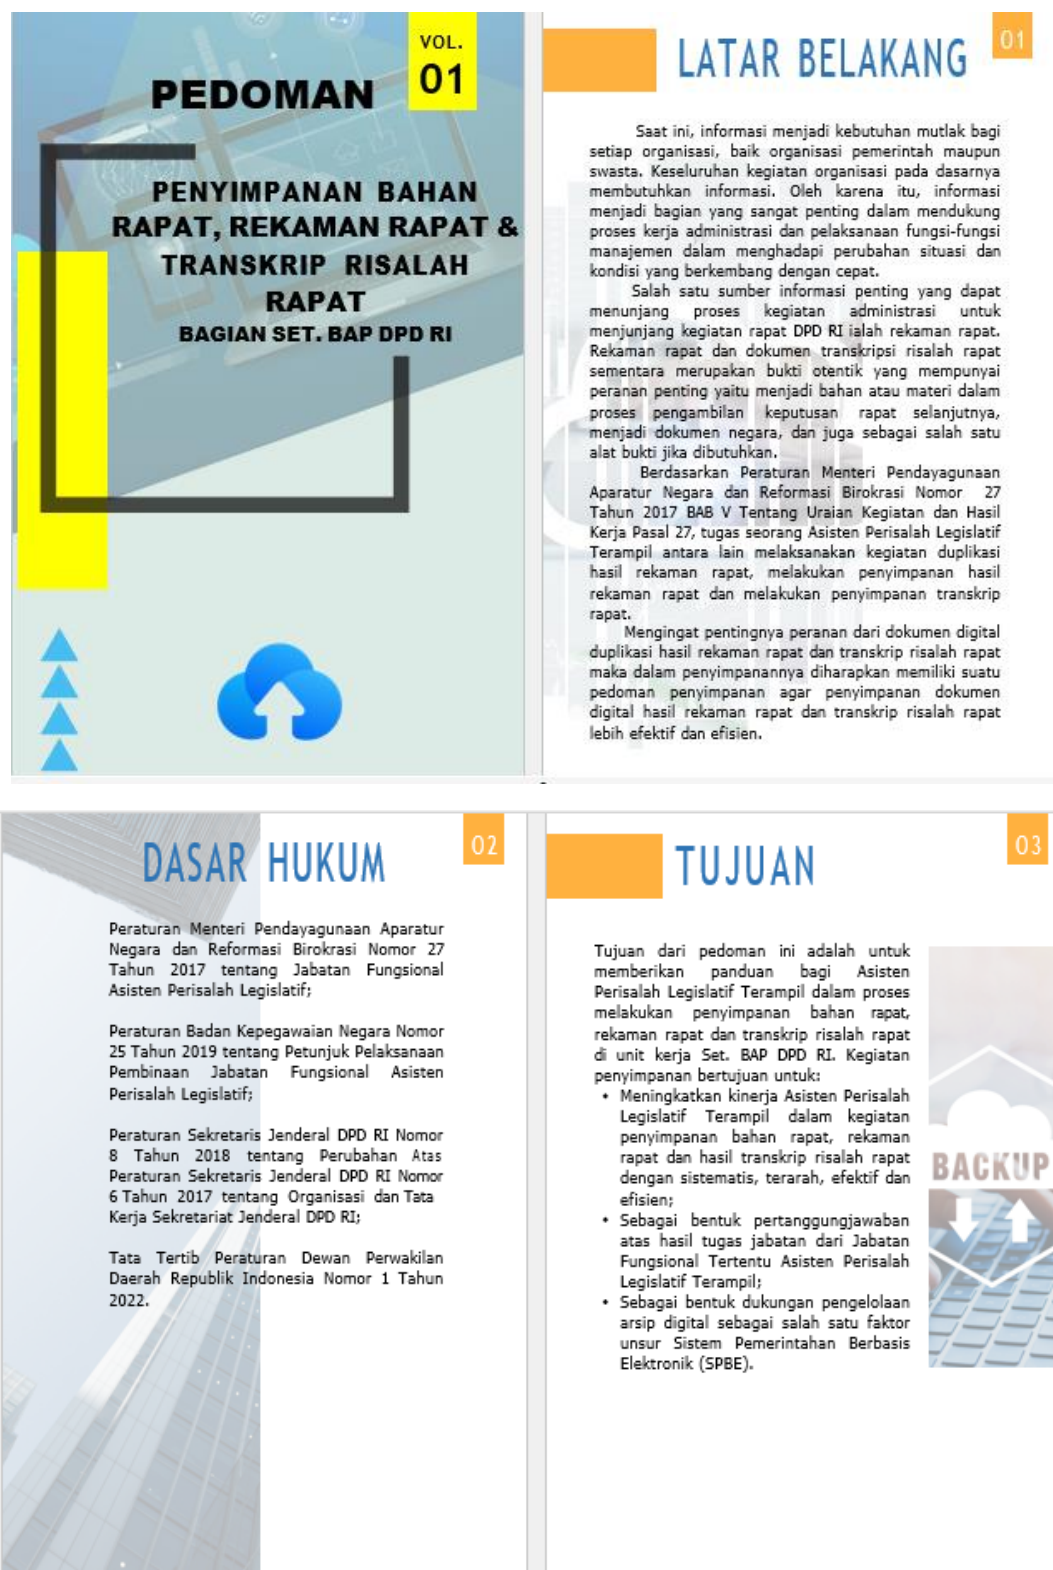 VOL.
01
PEDOMAN
PENYIMPANAN BAHAN
RAPAT, REKAMAN RAPAT &
TRANSKRIP RISALAH
RAPAT
BAGIAN SET. BAP DPD RI
01
LATAR BELAKANG
Saat ini, informasi menjadi kebutuhan mutlak bagi
setiap organisasi, baik organisasi pemerintah maupun
swasta. Keseluruhan kegiatan organisasi pada dasarnya
membutuhkan informasi. Oleh karena itu, informasi
menjadi bagian yang sangat penting dalam mendukung
proses kerja administrasi dan pelaksanaan fungsi-fungsi
manajemen dalam menghadapi perubahan situasi dan
kondisi yang berkembang dengan cepat.
Salah satu sumber informasi penting yang dapat
menunjang proses kegiatan administrasi untuk
menjunjang kegiatan rapat DPD RI ialah rekaman rapat.
Rekaman rapat dan dokumen transkripsi risalah rapat
sementara merupakan bukti otentik yang mempunyai
peranan penting yaitu menjadi bahan atau materi dalam
proses pengambilan keputusan rapat selanjutnya,
menjadi dokumen negara, dan juga sebagai salah satu
alat bukti jika dibutuhkan.
Berdasarkan Peraturan Menteri Pendayagunaan
Aparatur Negara dan Reformasi Birokrasi Nomor 27
Tahun 2017 BAB V Tentang Uraian Kegiatan dan Hasil
Kerja Pasal 27, tugas seorang Asisten Perisalah Legislatif
Terampil antara lain melaksanakan kegiatan duplikasi
hasil rekaman rapat, melakukan penyimpanan hasil
rekaman rapat dan melakukan penyimpanan transkrip
rapat.
Mengingat pentingnya peranan dari dokumen digital
duplikasi hasil rekaman rapat dan transkrip risalah rapat
maka dalam penyimpanannya diharapkan memiliki suatu
pedoman penyimpanan agar penyimpanan dokumen
digital hasil rekaman rapat dan transkrip risalah rapat
lebih efektif dan efisien.
02
DASAR HUKUM
Peraturan Menteri Pendayagunaan Aparatur
Negara dan Reformasi Birokrasi Nomor 27
Tahun 2017 tentang Jabatan Fungsional
Asisten Perisalah Legislatif;
Peraturan Badan Kepegawaian Negara Nomor
25 Tahun 2019 tentang Petunjuk Pelaksanaan
Pembinaan Jabatan Fungsional Asisten
Perisalah Legislatif;
Peraturan Sekretaris Jenderal DPD RI Nomor
8 Tahun 2018 tentang Perubahan Atas
Peraturan Sekretaris Jenderal DPD RI Nomor
6 Tahun 2017 tentang Organisasi dan Tata
Kerja Sekretariat Jenderal DPD RI;
Tata Tertib Peraturan Dewan Perwakilan
Daerah Republik Indonesia Nomor 1 Tahun
2022.
03
TUJUAN
Tujuan dari pedoman ini adalah untuk
memberikan panduan bagi Asisten
Perisalah Legislatif Terampil dalam proses
melakukan penyimpanan bahan rapat,
rekaman rapat dan transkrip risalah rapat
di unit kerja Set. BAP DPD RI. Kegiatan
penyimpanan bertujuan untuk:
• Meningkatkan kinerja Asisten Perisalah
Legislatif Terampil dalam kegiatan
penyimpanan bahan rapat, rekaman
rapat dan hasil transkrip risalah rapat
dengan sistematis, terarah, efektif dan
efisien;
• Sebagai bentuk pertanggungjawaban
atas hasil tugas jabatan dari Jabatan
Fungsional Tertentu Asisten Perisalah
Legislatif Terampil;
• Sebagai bentuk dukungan pengelolaan
arsip digital sebagai salah satu faktor
unsur Sistem Pemerintahan Berbasis
Elektronik (SPBE).
BACKUP